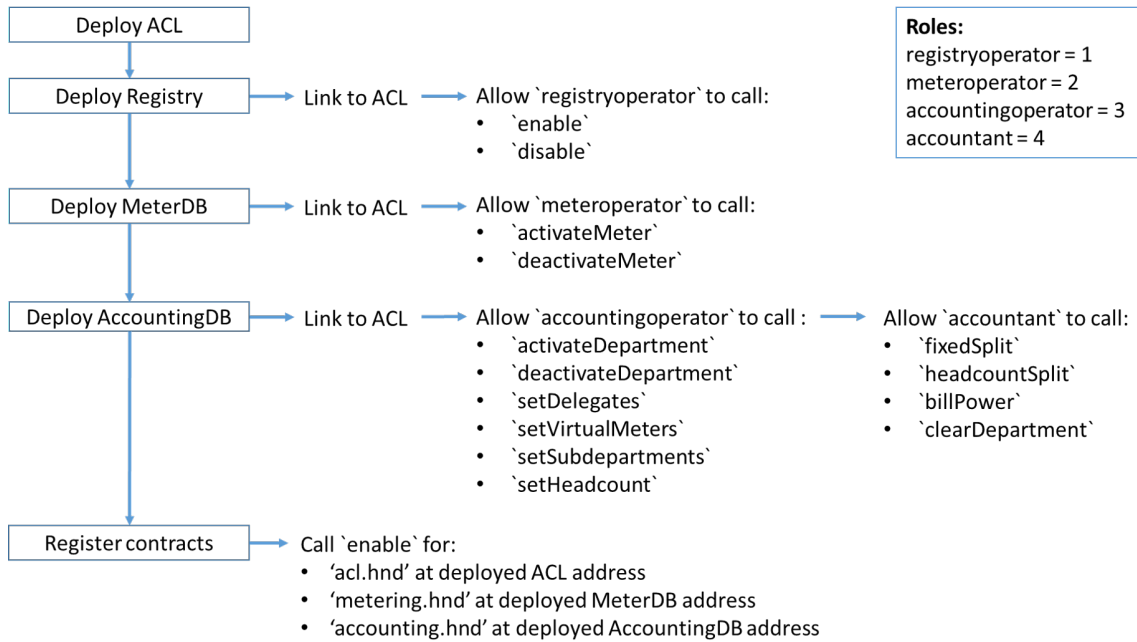 Deploy ACL
Roles:
registryoperator = 1
meteroperator = 2
accountingoperator = 3
accountant = 4
Deploy Registry
Link to ACL
Allow `registryoperator` to call:
• `enable`
• `disable`
Deploy MeterDB
Link to ACL
Allow `meteroperator` to call:
• `activateMeter`
• `deactivateMeter`
Deploy AccountingDB
Link to ACL
Allow `accountingoperator` to call :
• `activateDepartment`
• `deactivateDepartment`
• `setDelegates`
• `setVirtualMeters`
• `setSubdepartments`
• `setHeadcount`
Allow `accountant` to call:
• `fixedSplit`
• `headcountSplit`
• `billPower`
• `clearDepartment`
Register contracts
Call `enable` for:
• ‘acl.hnd’ at deployed ACL address
• ‘metering.hnd’ at deployed MeterDB address
• ‘accounting.hnd’ at deployed AccountingDB address